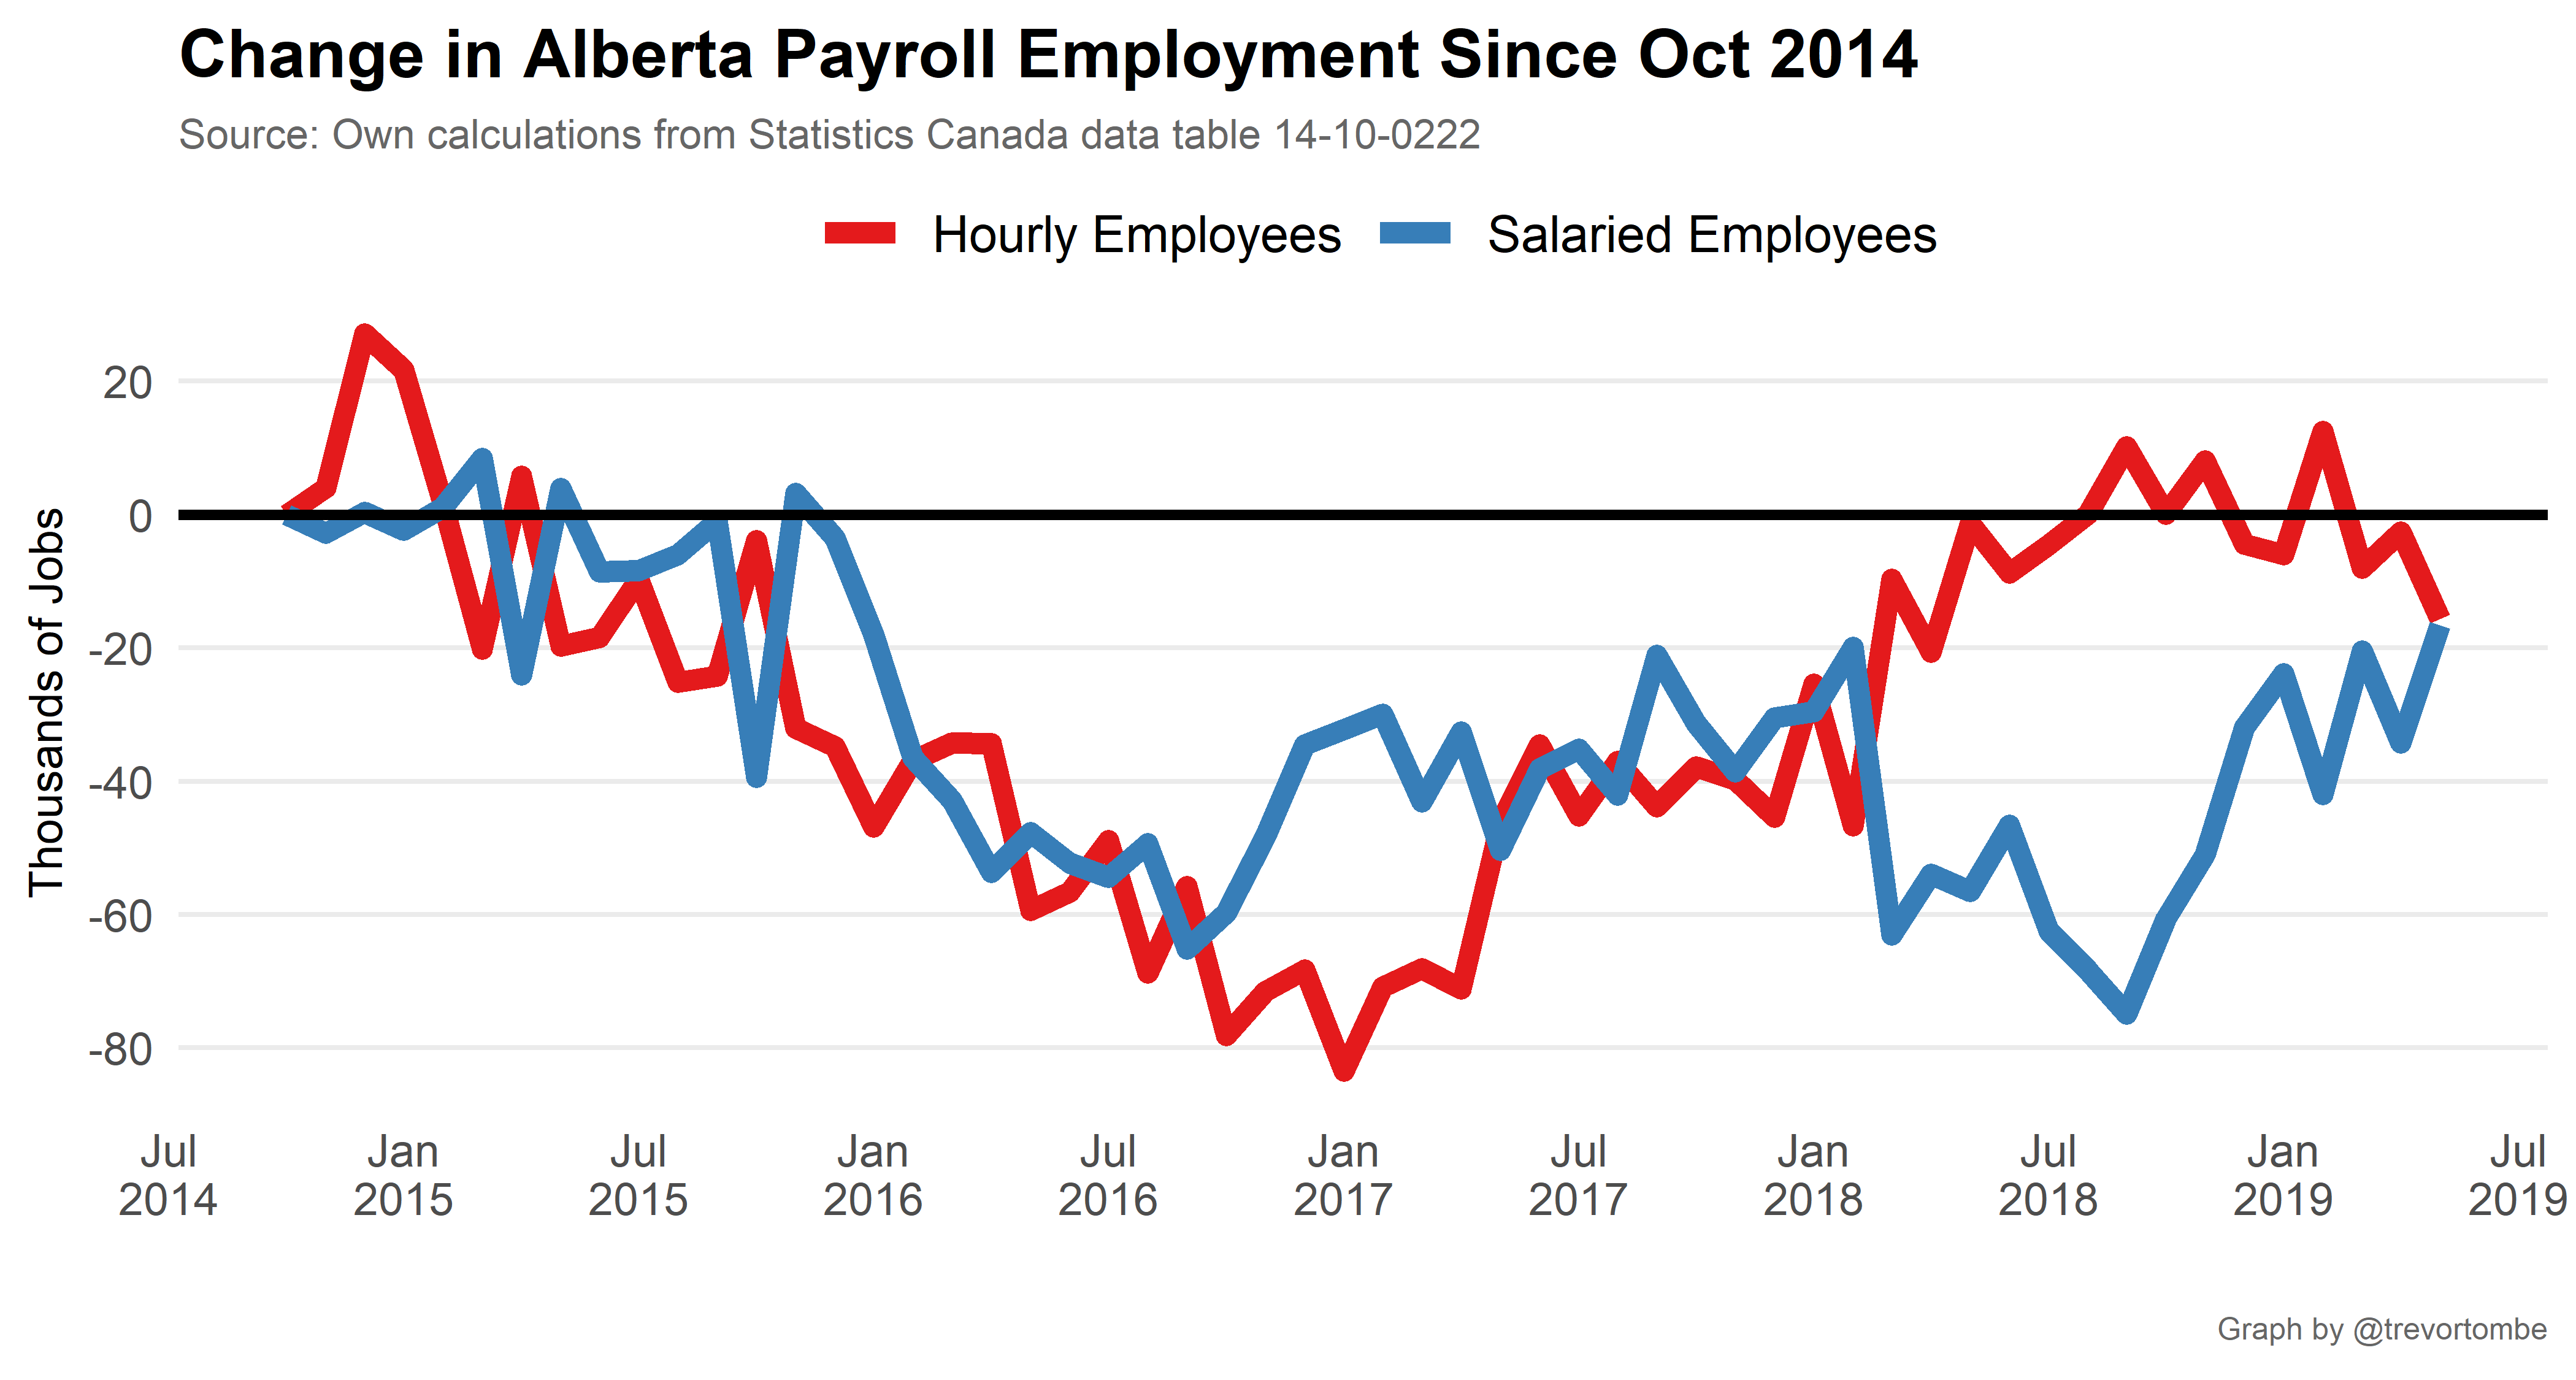 Change in Alberta Payroll Employment Since Oct 2014
Source: Own calculations from Statistics Canada data table 14-10-0222
Hourly Employees Salaried Employees
Thousands of Jobs
20
0
-20
-40
-60
-80
Jul Jan Jul Jan Jul Jan Jul Jan Jul Jan Jul
2014 2015 2015 2016 2016 2017 2017 2018 2018 2019 2019
Graph by @trevortombe